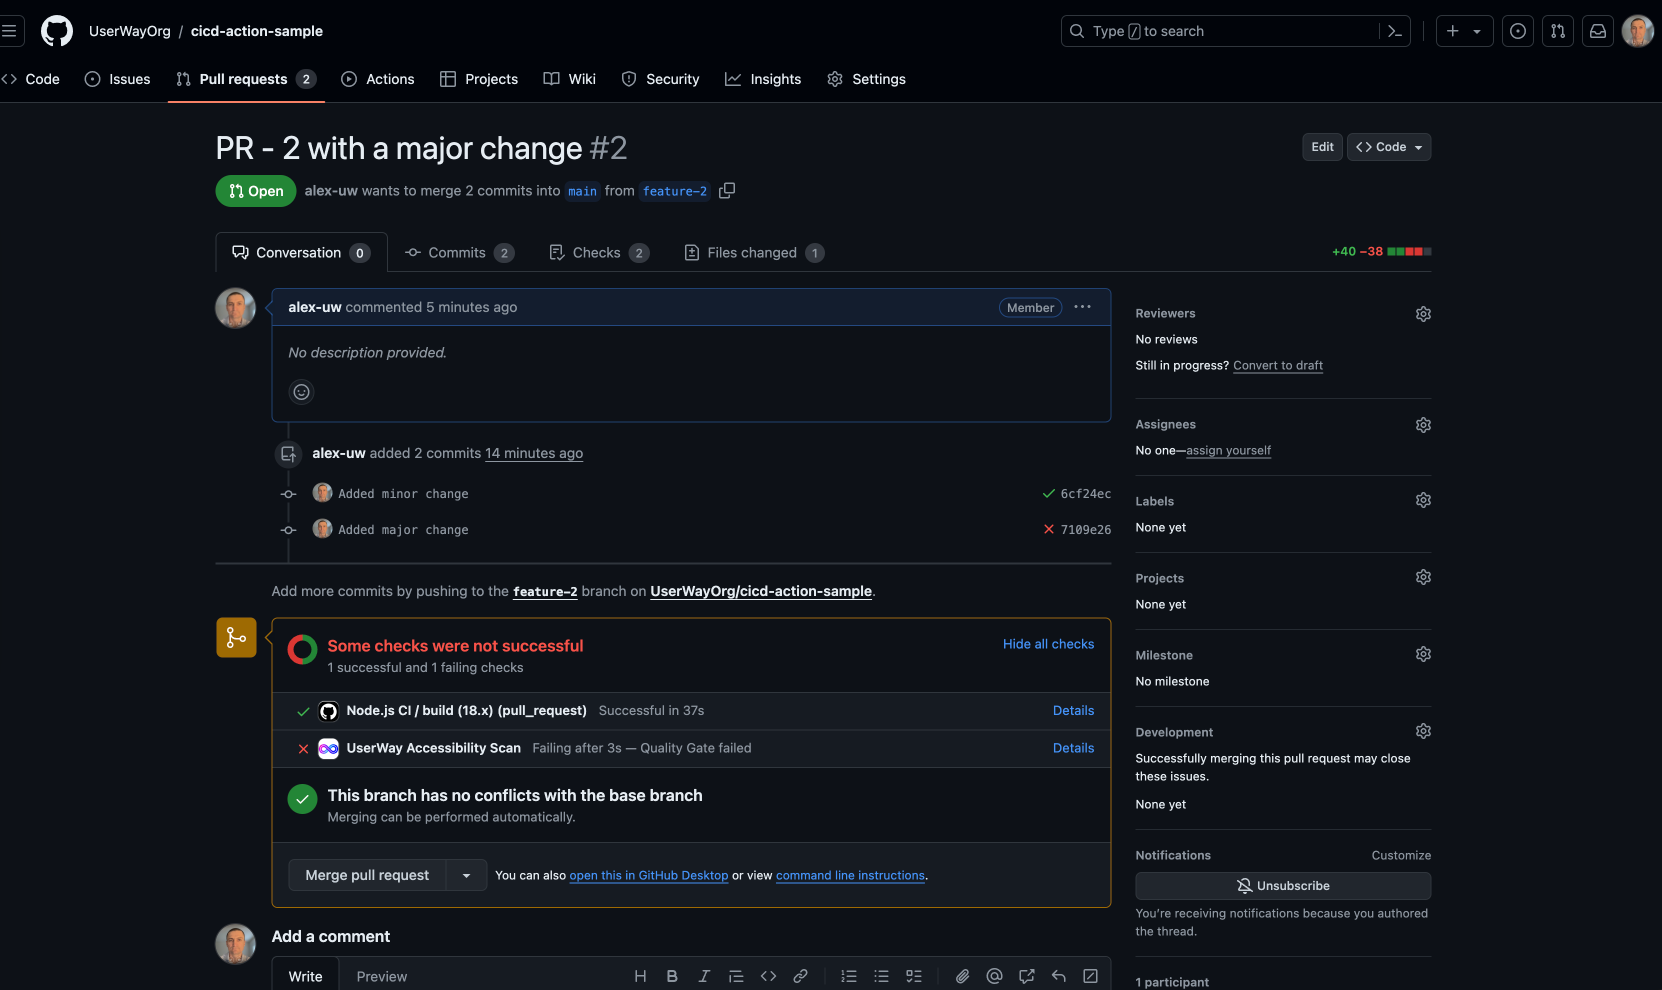 UserWayOrg / cicd-action-sample
Type / to search
Code
Issues
Pull requests 2
Actions
Projects
Wiki
Security
Insights
Settings
PR - 2 with a major change #2
Edit
Code
Open
alex-uw wants to merge 2 commits into main from feature-2
Conversation 0
Commits 2
Checks 2
Files changed 1
+40 −38
alex-uw commented 5 minutes ago
Member
No description provided.
alex-uw added 2 commits 14 minutes ago
Added minor change
6cf24ec
Added major change
7109e26
Add more commits by pushing to the feature-2 branch on UserWayOrg/cicd-action-sample.
Some checks were not successful
Hide all checks
1 successful and 1 failing checks
Node.js CI / build (18.x) (pull_request) Successful in 37s
Details
UserWay Accessibility Scan Failing after 3s — Quality Gate failed
Details
This branch has no conflicts with the base branch
Merging can be performed automatically.
Merge pull request
You can also open this in GitHub Desktop or view command line instructions.
Add a comment
Write
Preview
H B I
Reviewers
No reviews
Still in progress? Convert to draft
Assignees
No one—assign yourself
Labels
None yet
Projects
None yet
Milestone
No milestone
Development
Successfully merging this pull request may close
these issues.
None yet
Notifications
Customize
Unsubscribe
You're receiving notifications because you authored
the thread.
1 participant